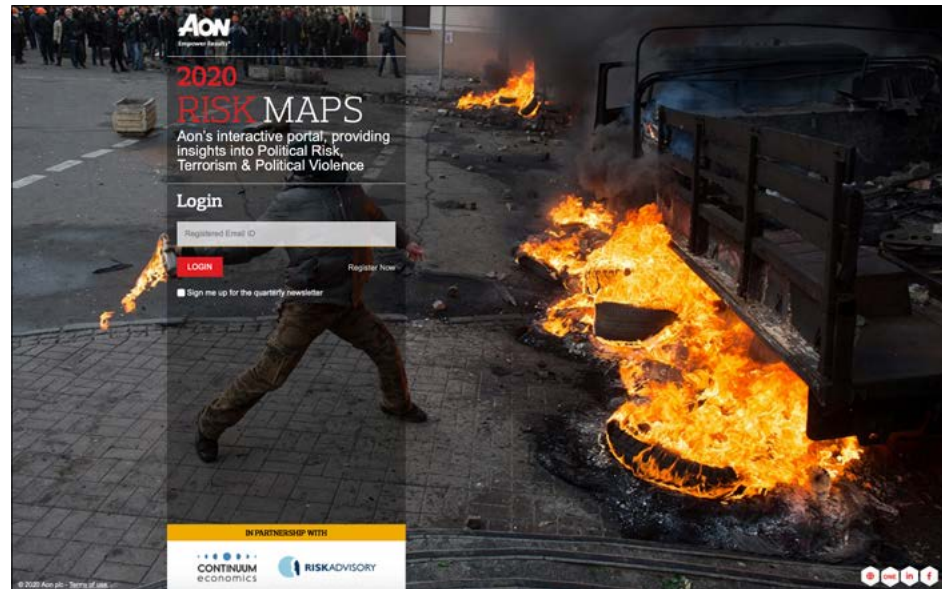 AON
Empower Results®
2020
RISK MAPS
Aon's interactive portal, providing
insights into Political Risk,
Terrorism & Political Violence
Login
Registered Email ID
LOGIN
Register Now
Sign me up for the quarterly newsletter
IN PARTNERSHIP WITH
CONTINUUM
economics
RISKADVISORY
© 2020 Aon plc - Terms of use
ONE
in
f